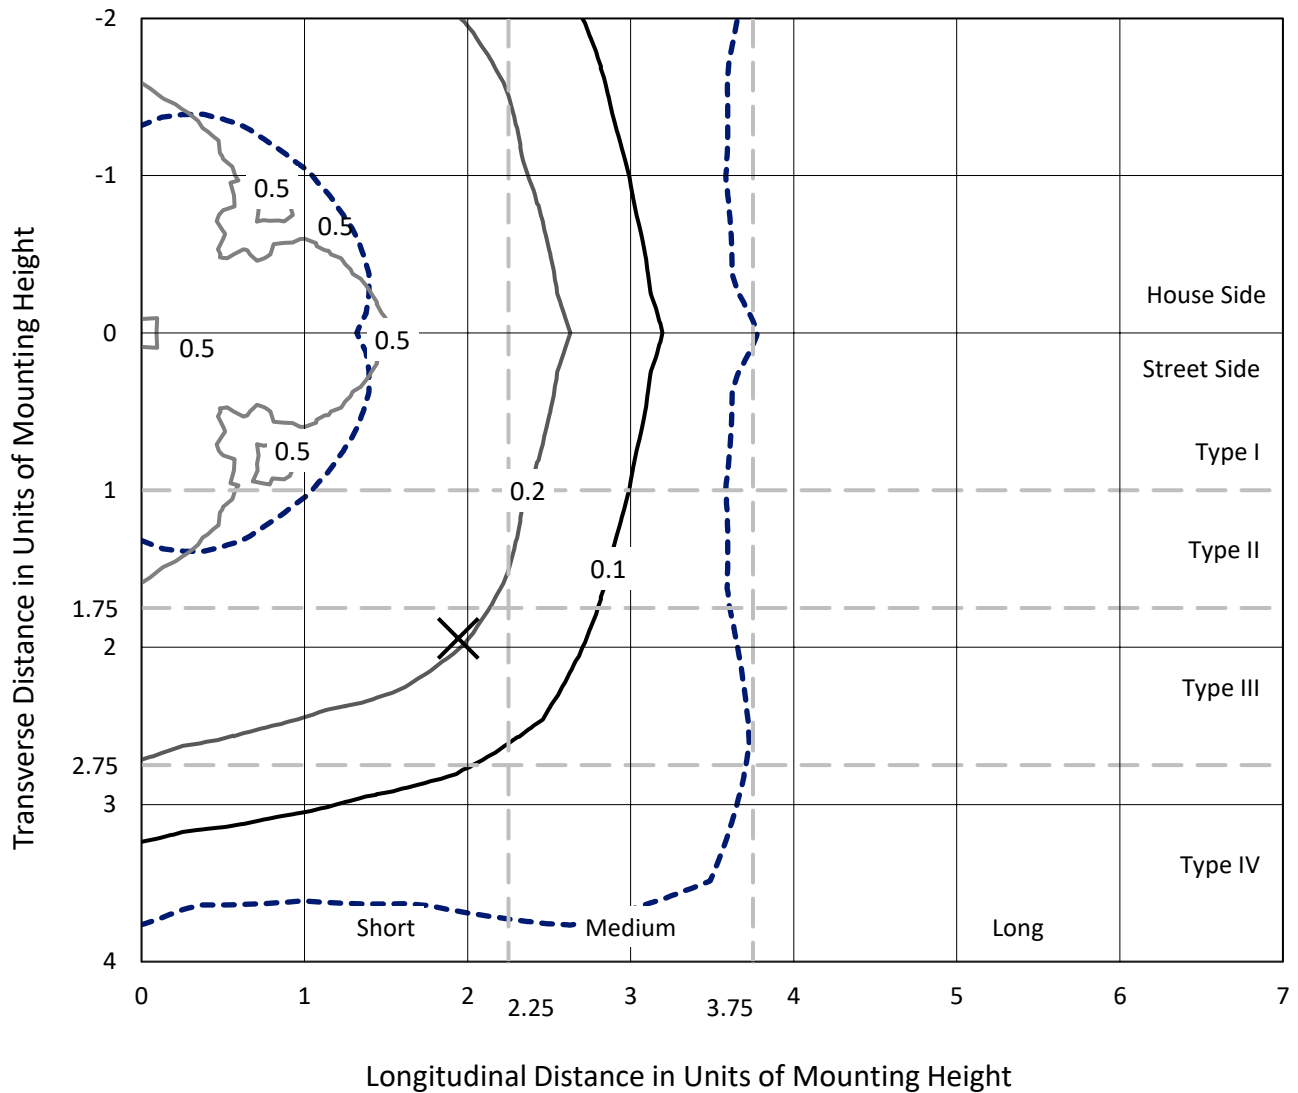 -2
-1
0.5
0.5
House Side
0
0.5
0.5
Street Side
Type I
0.5
1
0.2
Type II
0.1
1.75
2
Type III
2.75
3
Type IV
Short
Medium
Long
4
0
1
2
2.25
3
3.75
4
5
6
7
Longitudinal Distance in Units of Mounting Height
Transverse Distance in Units of Mounting Height